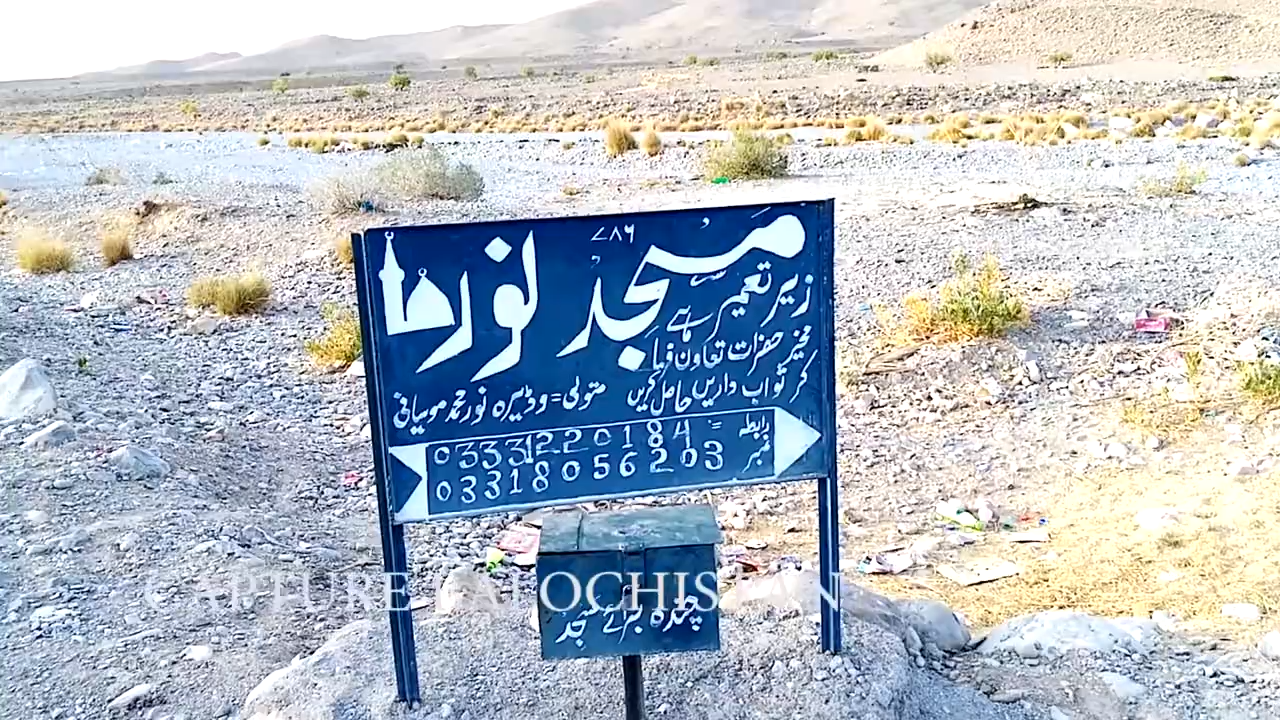 ۷۸۶
مسجد نور
زیر تعمیر ہے
مخیر حضرات تعاون فرما
کر ثواب دارین حاصل کریں
متولی = وڈیرہ نور محمد موسیانی
رابطہ = 03331220184
نمبر 03318056203
چندہ برائے مسجد
CAPTURE BALOCHISTAN